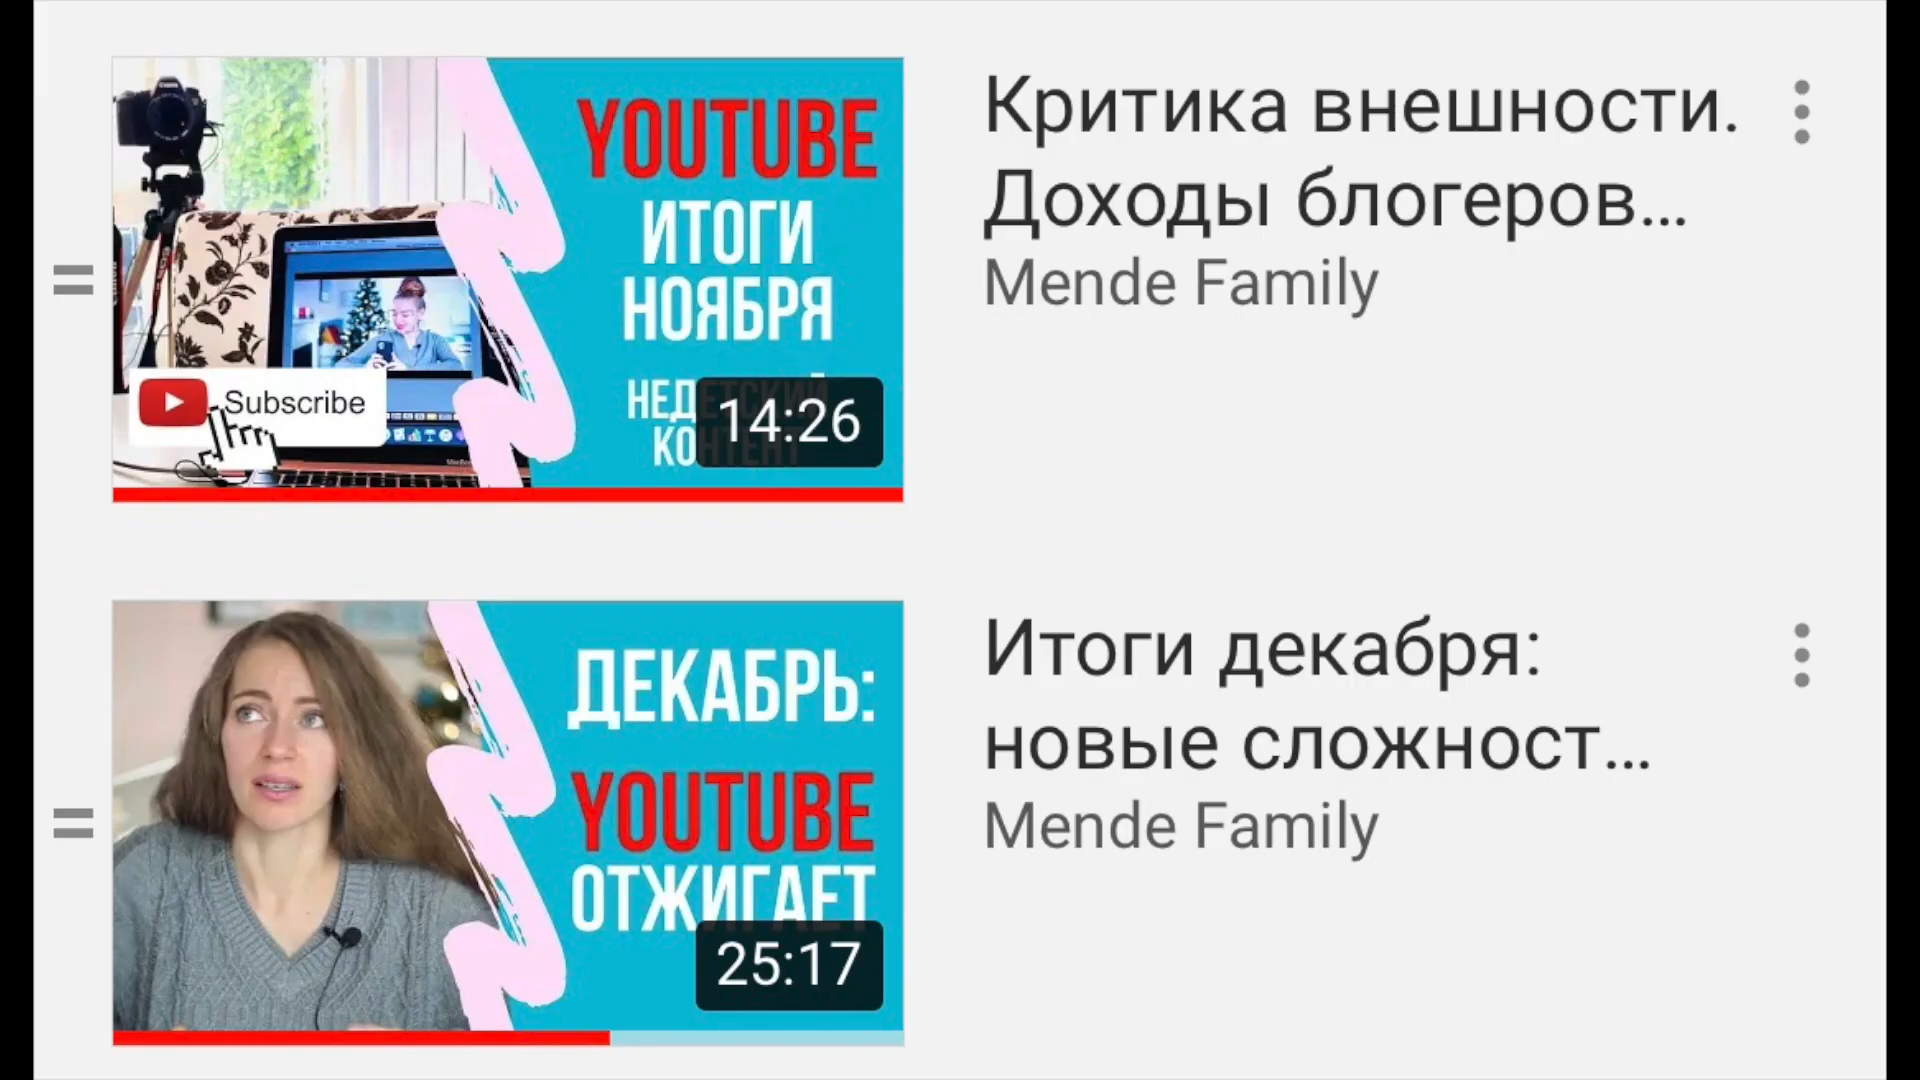 YOUTUBE
ИТОГИ
НОЯБРЯ
Subscribe
14:26
Критика внешности.
Доходы блогеров...
Mende Family
ДЕКАБРЬ:
YOUTUBE
ОТЖИГАЕТ
25:17
Итоги декабря:
новые сложност...
Mende Family